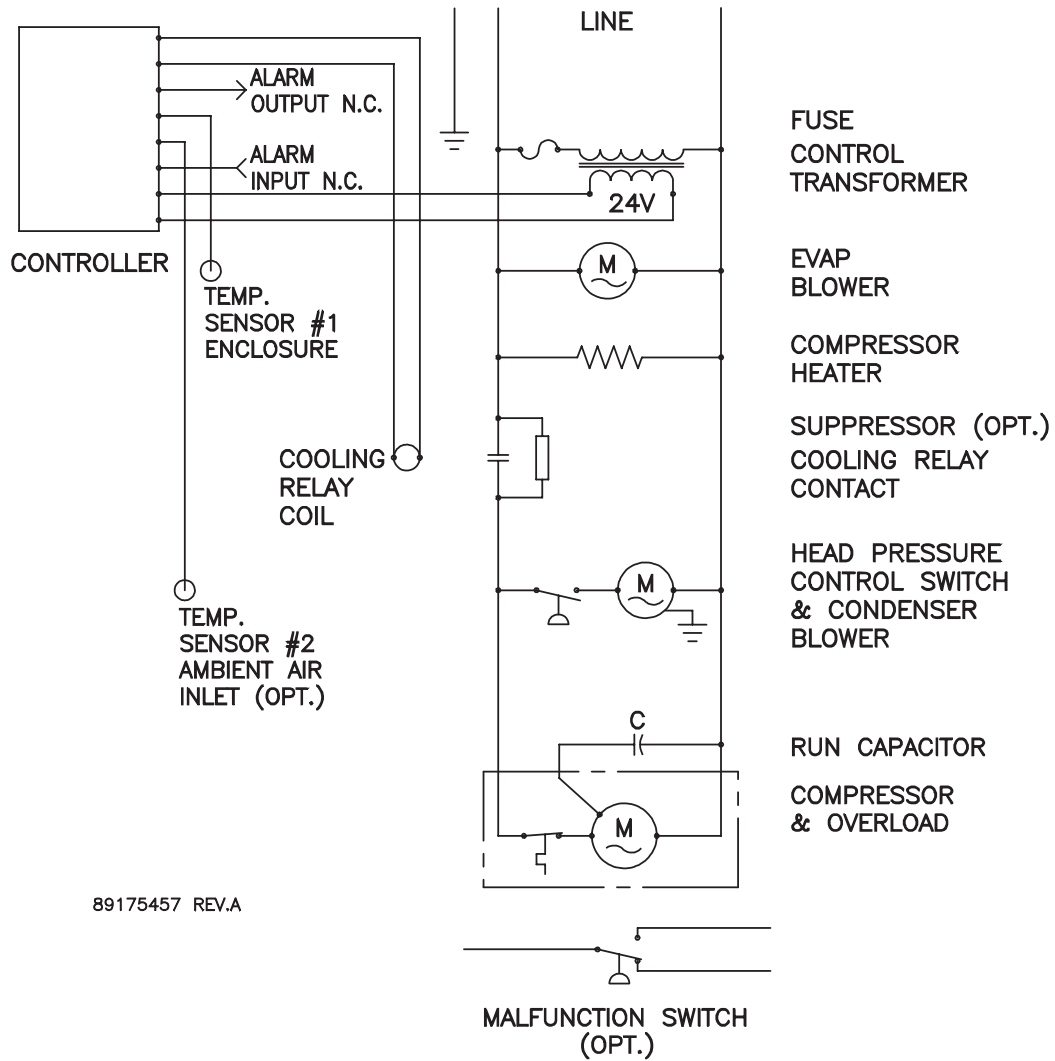 LINE
ALARM
OUTPUT N.C.
ALARM
INPUT N.C.
24V
CONTROLLER
TEMP.
SENSOR #1
ENCLOSURE
M
COOLING
RELAY
COIL
TEMP.
SENSOR #2
AMBIENT AIR
INLET (OPT.)
M
C
M
FUSE
CONTROL
TRANSFORMER
EVAP
BLOWER
COMPRESSOR
HEATER
SUPPRESSOR (OPT.)
COOLING RELAY
CONTACT
HEAD PRESSURE
CONTROL SWITCH
& CONDENSER
BLOWER
RUN CAPACITOR
COMPRESSOR
& OVERLOAD
89175457 REV.A
MALFUNCTION SWITCH
(OPT.)